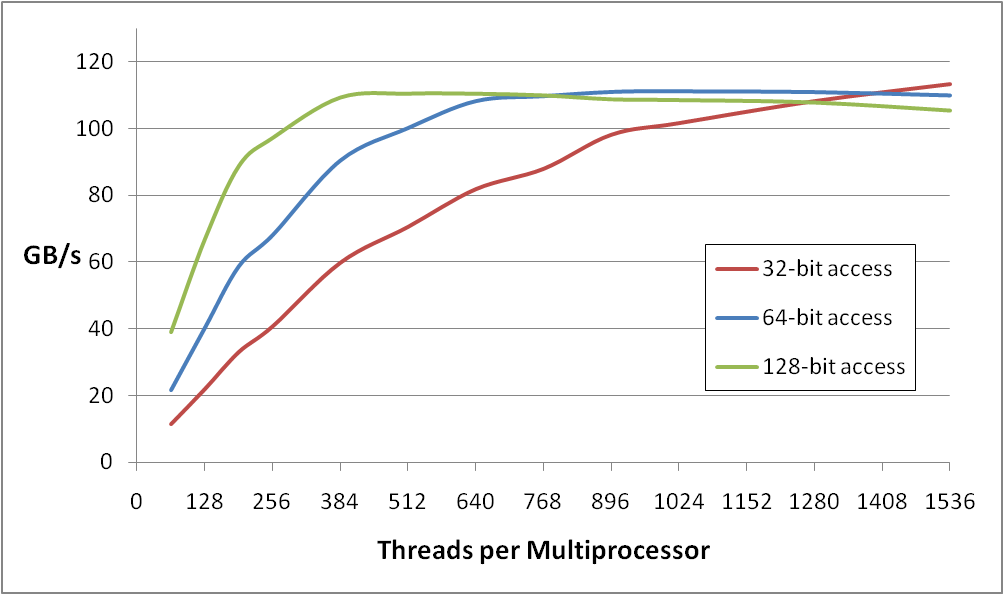 120
100
80
60
40
20
0
GB/s
32-bit access
64-bit access
128-bit access
0 128 256 384 512 640 768 896 1024 1152 1280 1408 1536
Threads per Multiprocessor